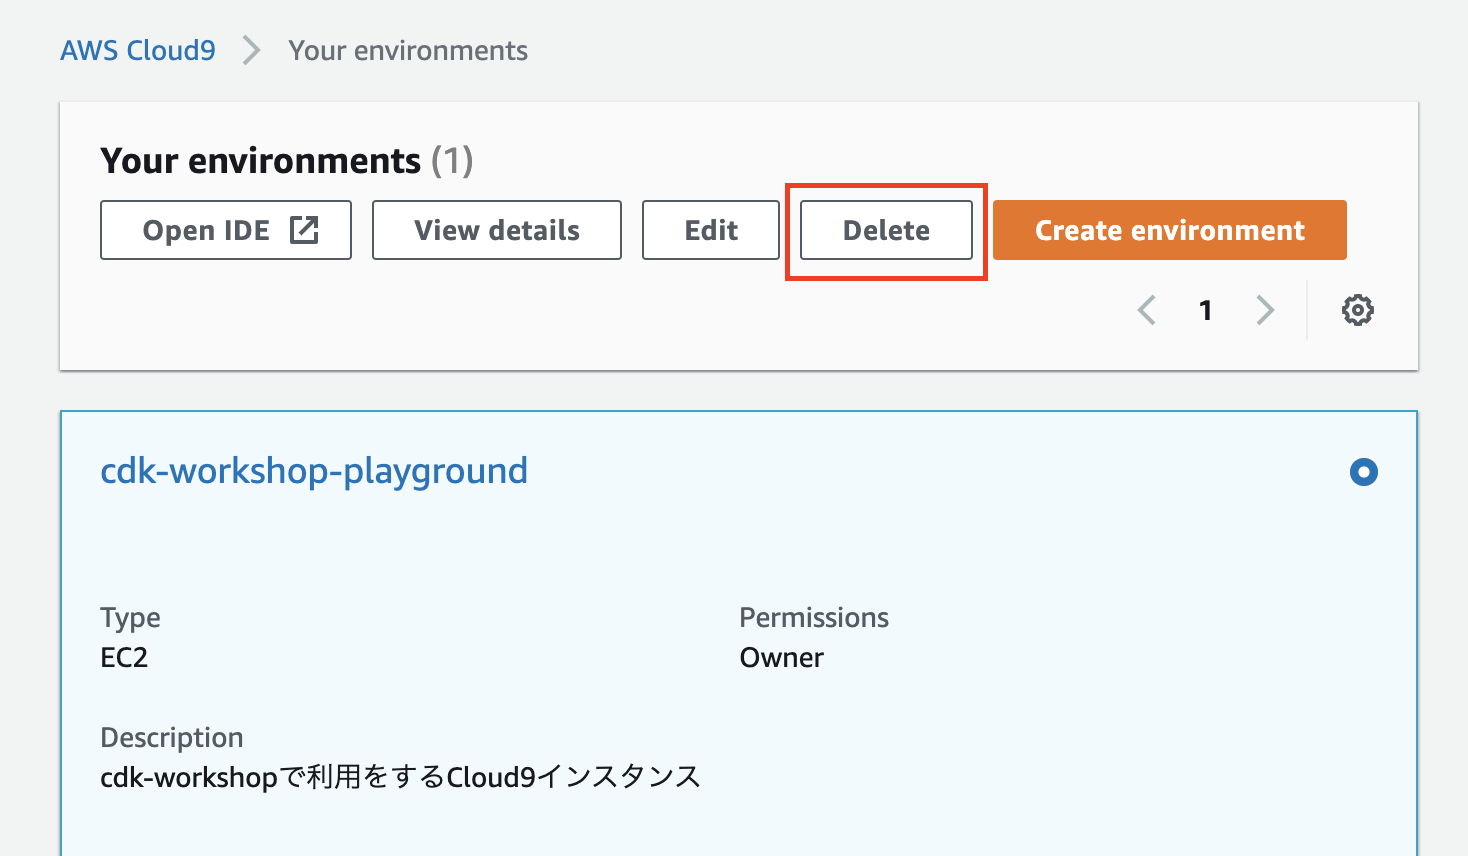 AWS Cloud9 > Your environments
Your environments (1)
Open IDE View details Edit Delete Create environment
1
cdk-workshop-playground
Type Permissions
EC2 Owner
Description
cdk-workshopで利用をするCloud9インスタンス